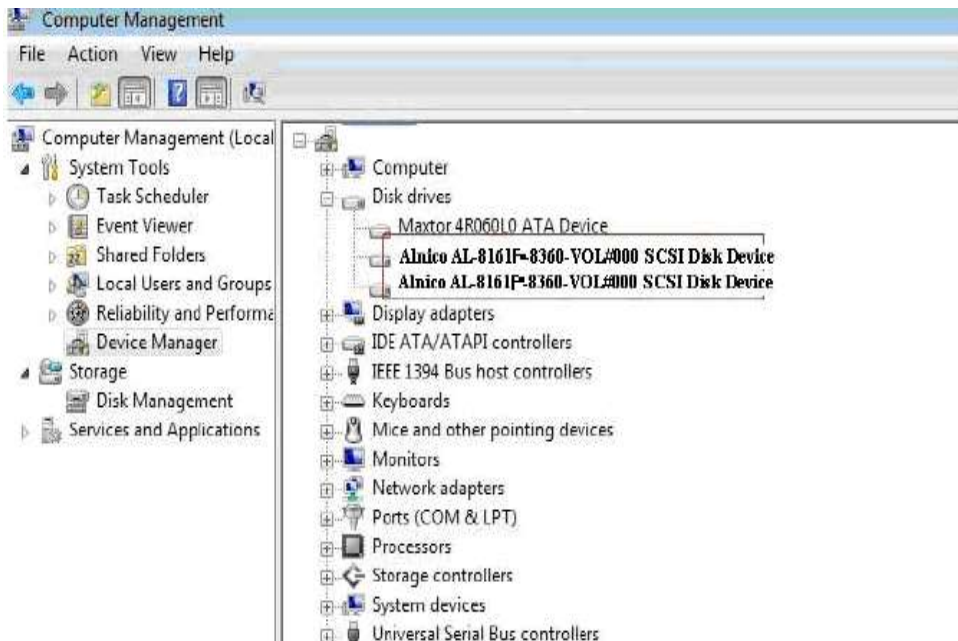 Computer Management
File Action View Help
Computer Management (Local
System Tools
Task Scheduler
Event Viewer
Shared Folders
Local Users and Groups
Reliability and Performa
Device Manager
Storage
Disk Management
Services and Applications
Computer
Disk drives
Maxtor 4R060L0 ATA Device
Alnico AL-8161F-8360-VOL#000 SCSI Disk Device
Alnico AL-8161F-8360-VOL#000 SCSI Disk Device
Display adapters
IDE ATA/ATAPI controllers
IEEE 1394 Bus host controllers
Keyboards
Mice and other pointing devices
Monitors
Network adapters
Ports (COM & LPT)
Processors
Storage controllers
System devices
Universal Serial Bus controllers